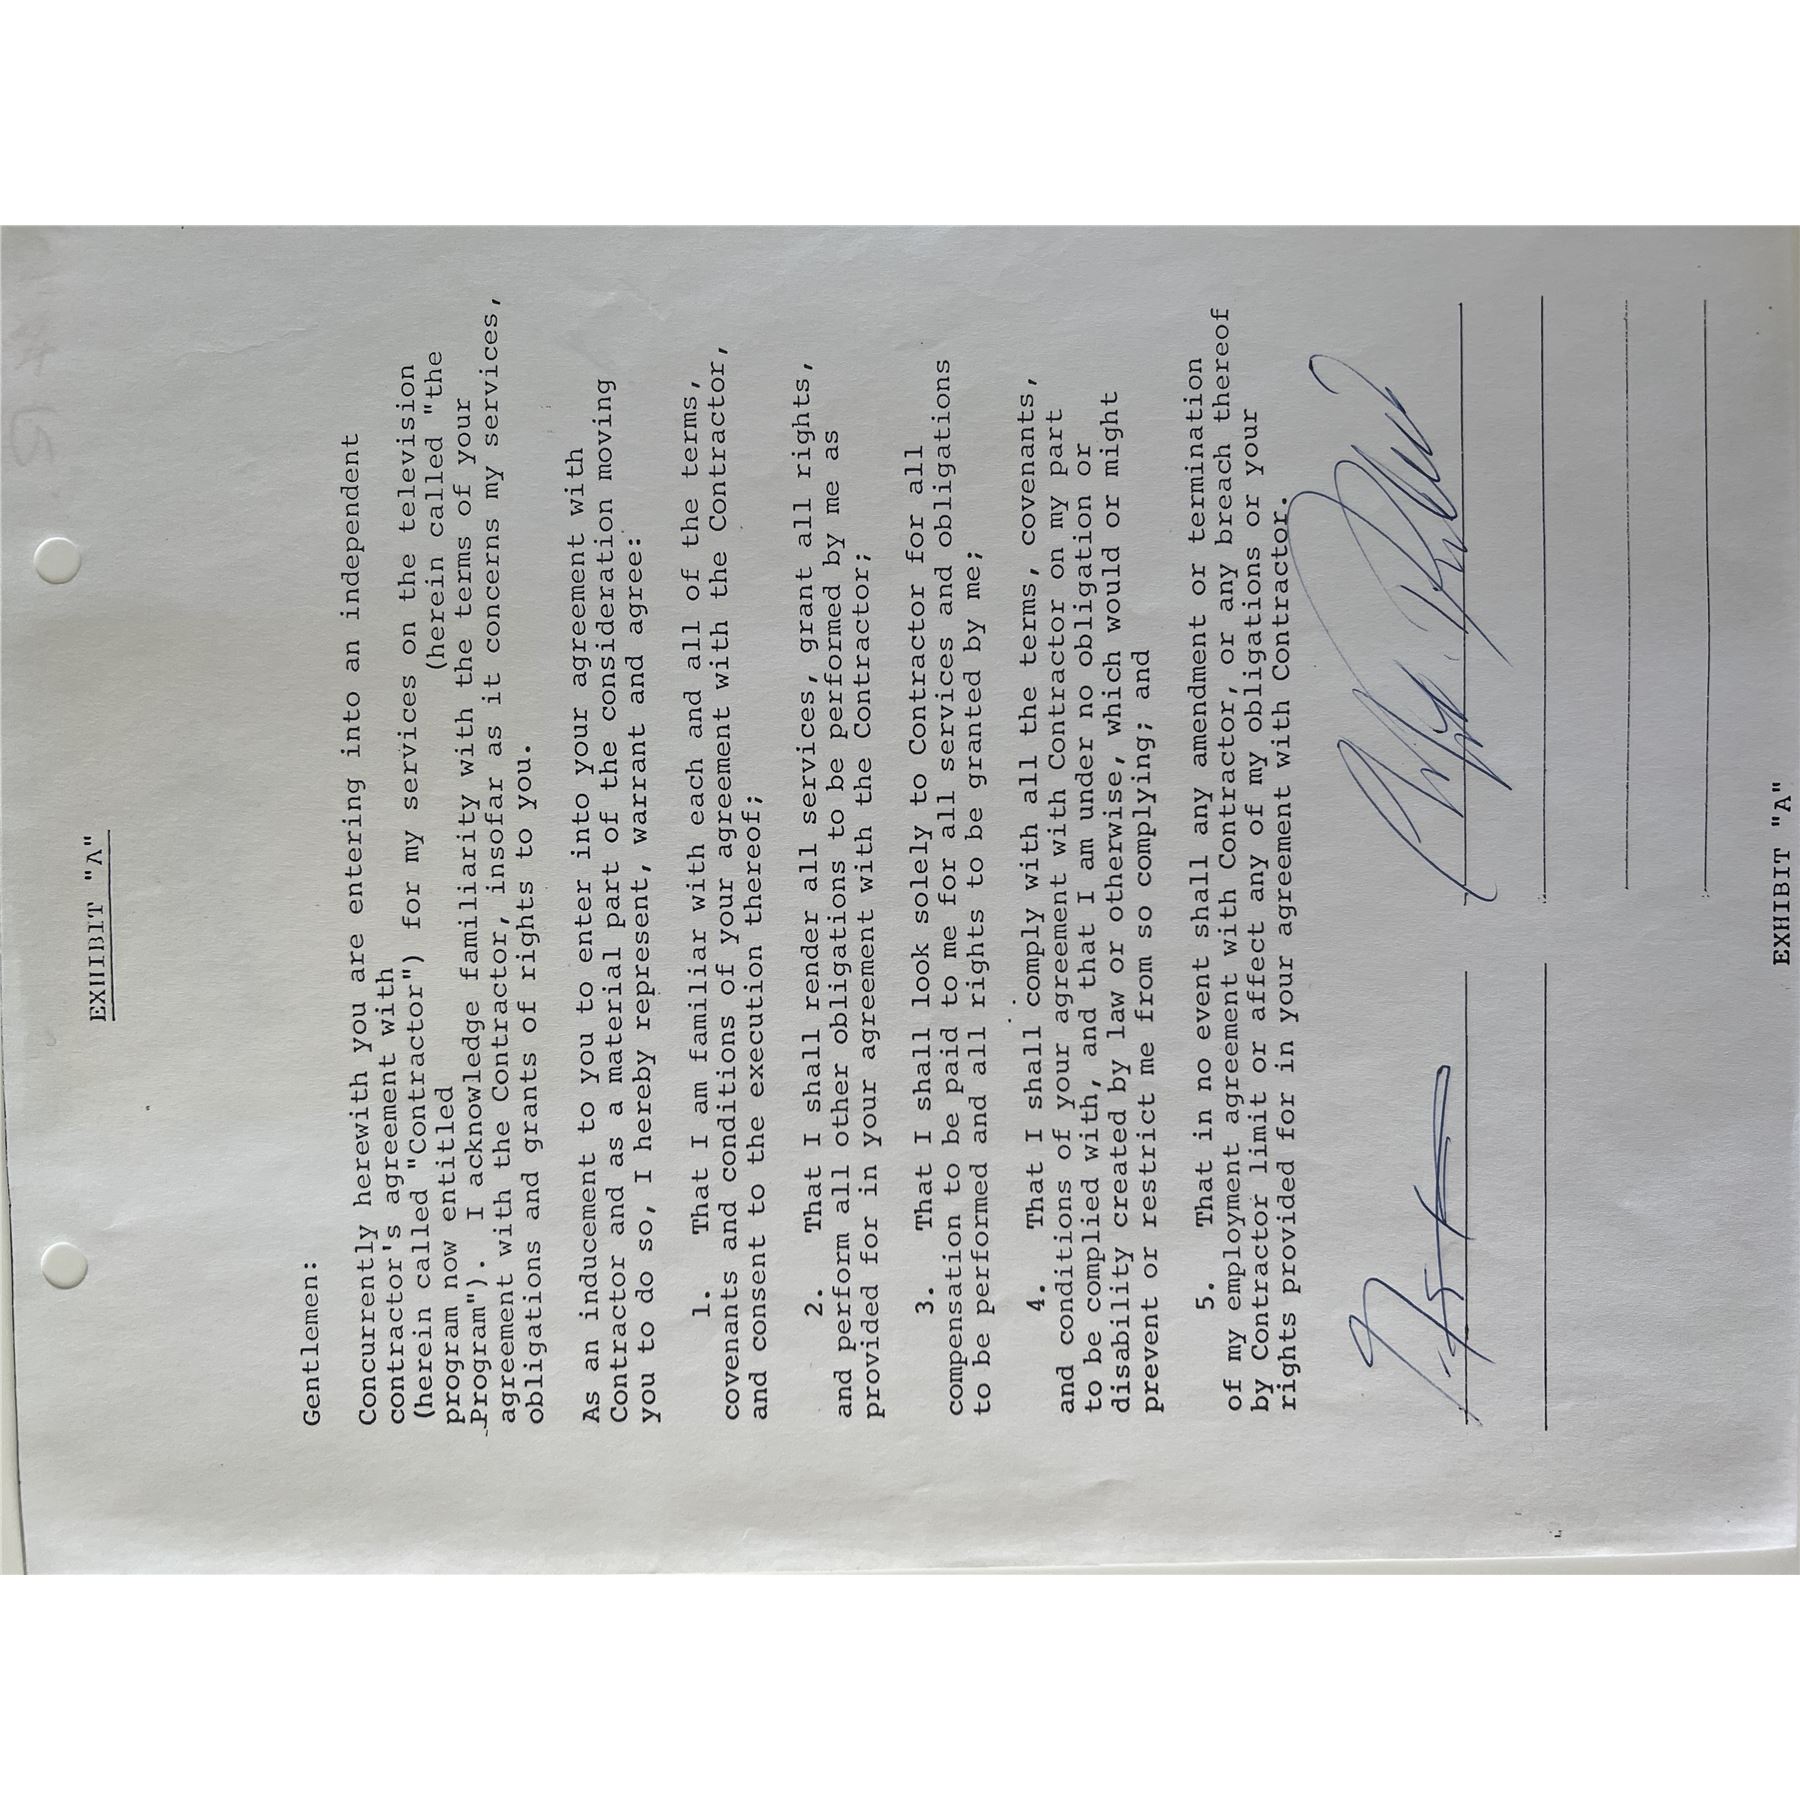 EXHIBIT "A"
Gentlemen:
Concurrently herewith you are entering into an independent
contractor's agreement with
(herein called "Contractor") for my services on the television
program now entitled (herein called "the
Program"). I acknowledge familiarity with the terms of your
agreement with the Contractor, insofar as it concerns my services,
obligations and grants of rights to you.
As an inducement to you to enter into your agreement with
Contractor and as a material part of the consideration moving
you to do so, I hereby represent, warrant and agree:
1. That I am familiar with each and all of the terms,
covenants and conditions of your agreement with the Contractor,
and consent to the execution thereof;
2. That I shall render all services, grant all rights,
and perform all other obligations to be performed by me as
provided for in your agreement with the Contractor;
3. That I shall look solely to Contractor for all
compensation to be paid to me for all services and obligations
to be performed and all rights to be granted by me;
4. That I shall comply with all the terms, covenants,
and conditions of your agreement with Contractor on my part
to be complied with, and that I am under no obligation or
disability created by law or otherwise, which would or might
prevent or restrict me from so complying; and
5. That in no event shall any amendment or termination
of my employment agreement with Contractor, or any breach thereof
by Contractor limit or affect any of my obligations or your
rights provided for in your agreement with Contractor.
EXHIBIT "A"